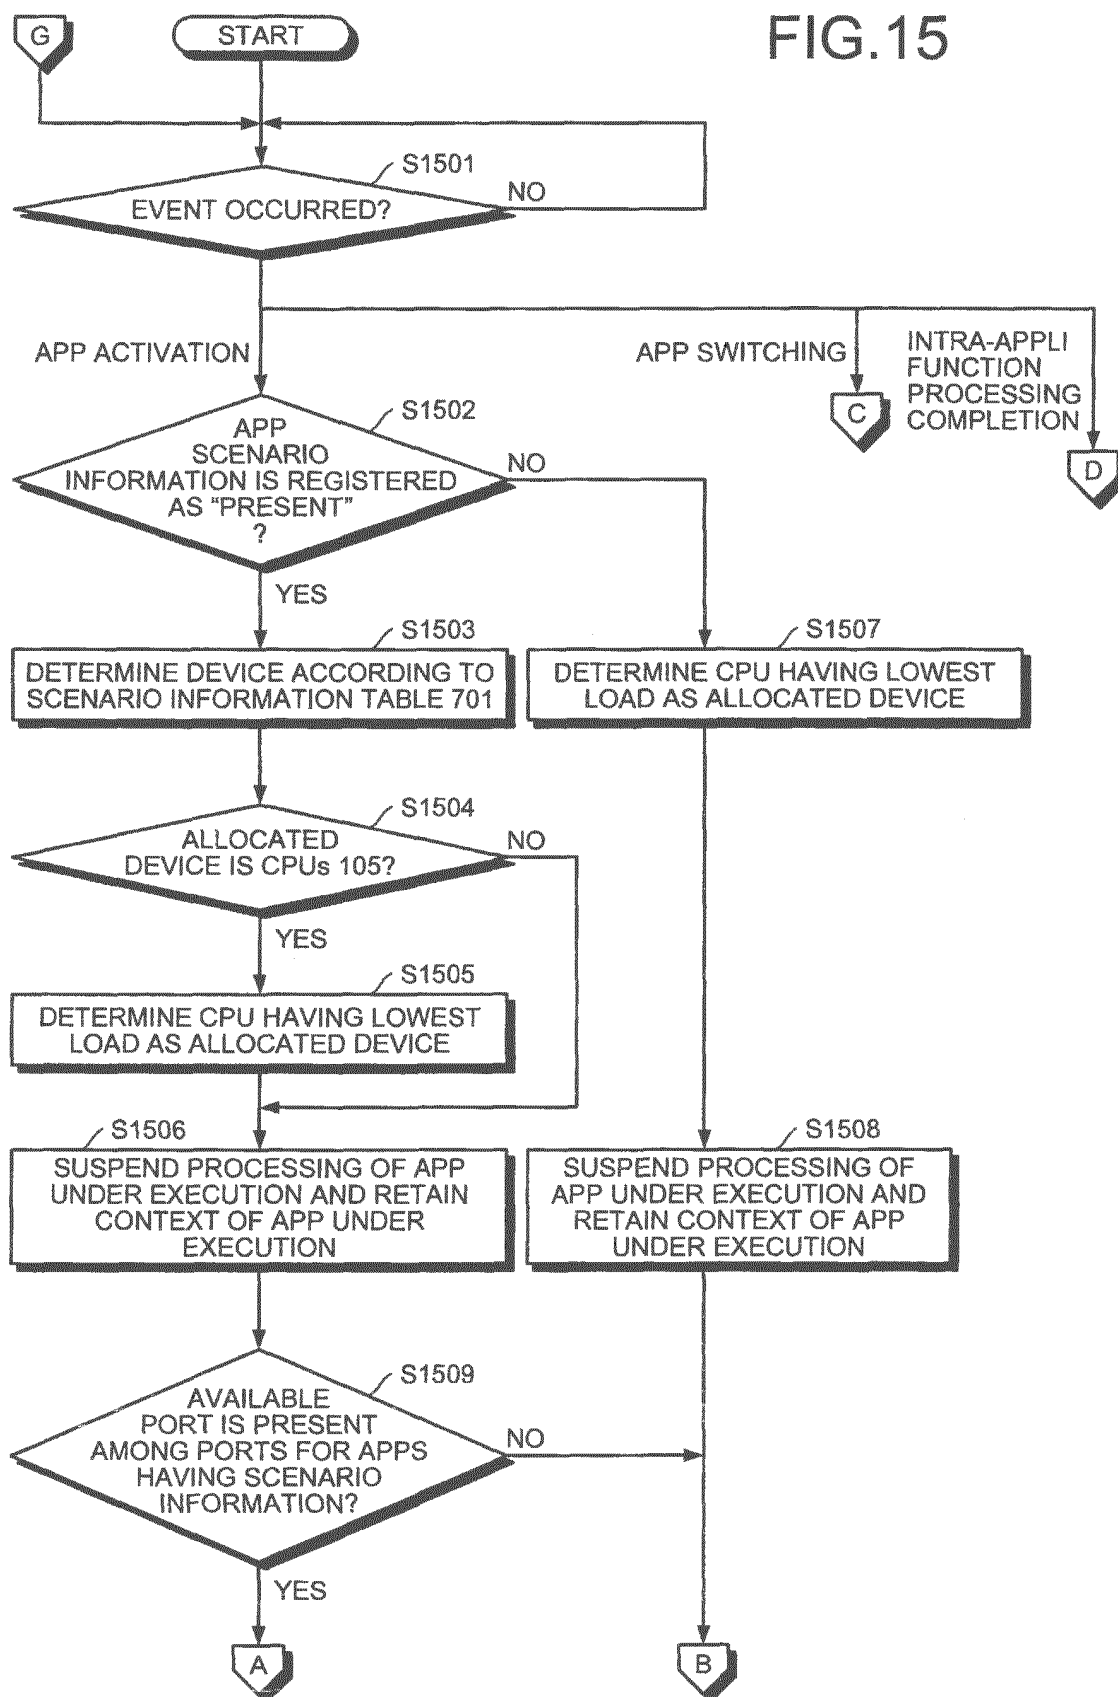 FIG.15
G
START
S1501
EVENT OCCURRED?
NO
APP ACTIVATION
APP SWITCHING
INTRA-APPLI
FUNCTION
PROCESSING
COMPLETION
C
D
S1502
APP
SCENARIO
INFORMATION IS REGISTERED
AS “PRESENT”
?
NO
YES
S1503
DETERMINE DEVICE ACCORDING TO
SCENARIO INFORMATION TABLE 701
S1507
DETERMINE CPU HAVING LOWEST
LOAD AS ALLOCATED DEVICE
S1504
ALLOCATED
DEVICE IS CPUs 105?
NO
YES
S1505
DETERMINE CPU HAVING LOWEST
LOAD AS ALLOCATED DEVICE
S1506
SUSPEND PROCESSING OF APP
UNDER EXECUTION AND RETAIN
CONTEXT OF APP UNDER
EXECUTION
S1508
SUSPEND PROCESSING OF
APP UNDER EXECUTION AND
RETAIN CONTEXT OF APP
UNDER EXECUTION
S1509
AVAILABLE
PORT IS PRESENT
AMONG PORTS FOR APPS
HAVING SCENARIO
INFORMATION?
NO
YES
A
B